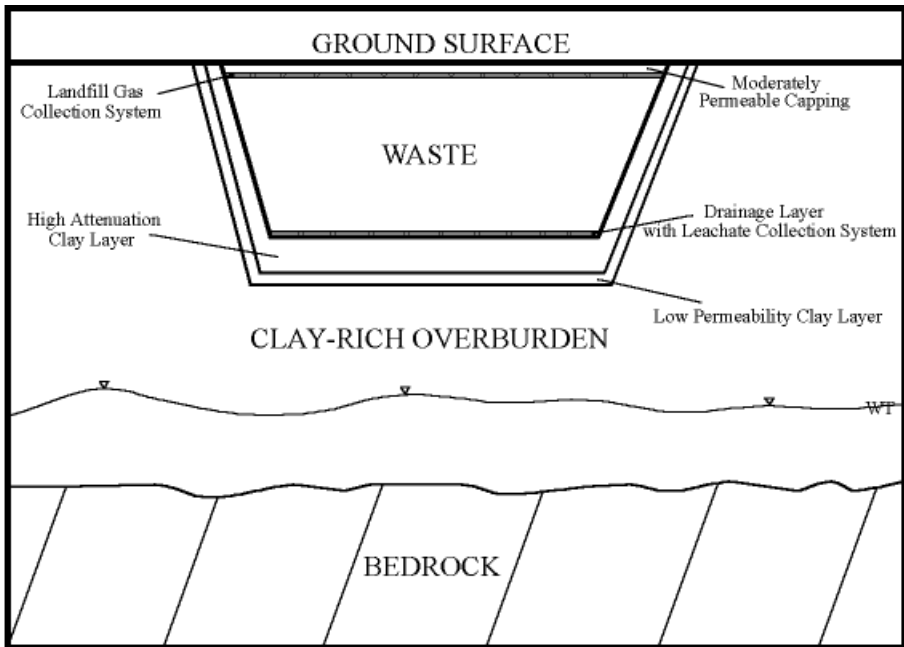 GROUND SURFACE
Landfill Gas
Collection System
Moderately
Permeable Capping
WASTE
High Attenuation
Clay Layer
Drainage Layer
with Leachate Collection System
Low Permeability Clay Layer
CLAY-RICH OVERBURDEN
WT
BEDROCK